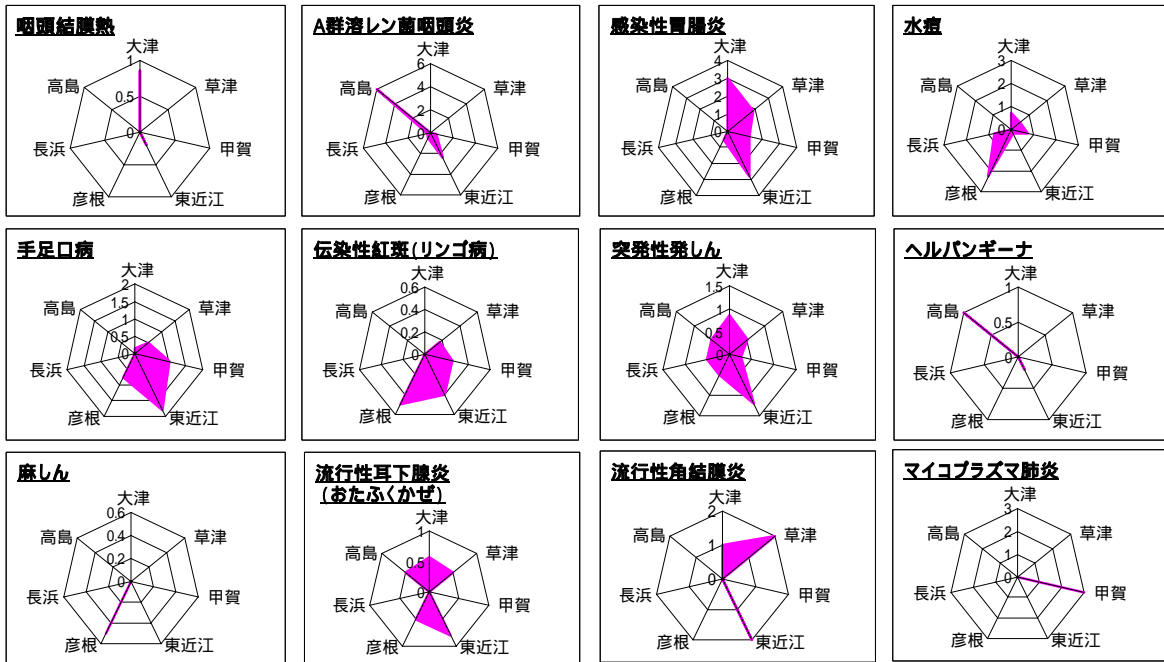 咽頭結膜熱
大津
1
0.5
0
草津
甲賀
東近江
彦根
長浜
高島
A群溶レン菌咽頭炎
大津
6
4
2
0
草津
甲賀
東近江
彦根
長浜
高島
感染性胃腸炎
大津
4
3
2
1
0
草津
甲賀
東近江
彦根
長浜
高島
水痘
大津
3
2
1
0
草津
甲賀
東近江
彦根
長浜
高島
手足口病
大津
2
1.5
1
0.5
0
草津
甲賀
東近江
彦根
長浜
高島
伝染性紅斑(リンゴ病)
大津
0.6
0.4
0.2
0
草津
甲賀
東近江
彦根
長浜
高島
突発性発しん
大津
1.5
1
0.5
0
草津
甲賀
東近江
彦根
長浜
高島
ヘルパンギーナ
大津
1
0.5
0
草津
甲賀
東近江
彦根
長浜
高島
麻しん
大津
0.6
0.4
0.2
0
草津
甲賀
東近江
彦根
長浜
高島
流行性耳下腺炎
(おたふくかぜ)
大津
1
0.5
0
草津
甲賀
東近江
彦根
長浜
高島
流行性角結膜炎
大津
2
1
0
草津
甲賀
東近江
彦根
長浜
高島
マイコプラズマ肺炎
大津
3
2
1
0
草津
甲賀
東近江
彦根
長浜
高島